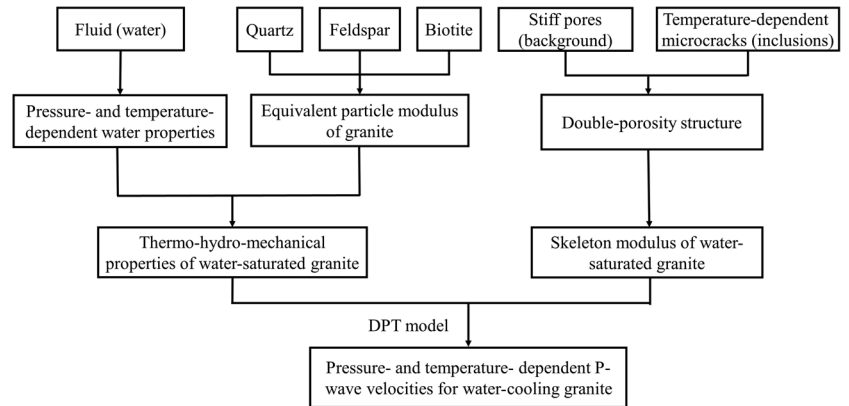 Fluid (water)
Quartz
Feldspar
Biotite
Stiff pores
(background)
Temperature-dependent
microcracks (inclusions)
Pressure- and temperature-
dependent water properties
Equivalent particle modulus
of granite
Double-porosity structure
Thermo-hydro-mechanical
properties of water-saturated granite
Skeleton modulus of water-
saturated granite
DPT model
Pressure- and temperature- dependent P-
wave velocities for water-cooling granite